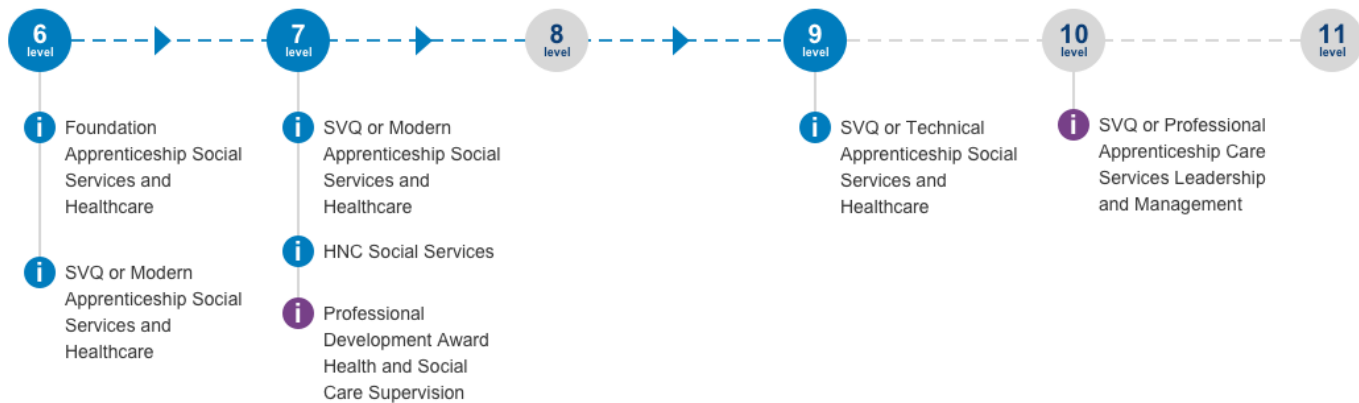 6
level
7
level
8
level
9
level
10
level
11
level
i
Foundation
Apprenticeship Social
Services and
Healthcare
i
SVQ or Modern
Apprenticeship Social
Services and
Healthcare
i
SVQ or Modern
Apprenticeship Social
Services and
Healthcare
i
HNC Social Services
i
Professional
Development Award
Health and Social
Care Supervision
i
SVQ or Technical
Apprenticeship Social
Services and
Healthcare
i
SVQ or Professional
Apprenticeship Care
Services Leadership
and Management